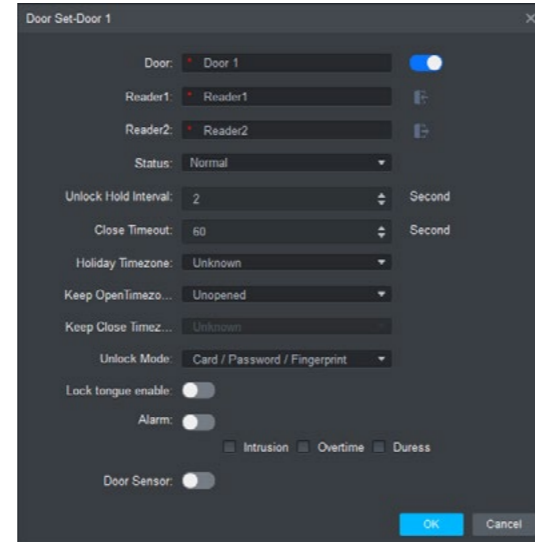 Door Set-Door 1
Door: * Door 1
Reader1: * Reader1
Reader2: * Reader2
Status: Normal
Unlock Hold Interval: 2 Second
Close Timeout: 60 Second
Holiday Timezone: Unknown
Keep OpenTimezo... Unopened
Keep Close Timez... Unknown
Unlock Mode: Card / Password / Fingerprint
Lock tongue enable:
Alarm:
Intrusion Overtime Duress
Door Sensor:
OK Cancel